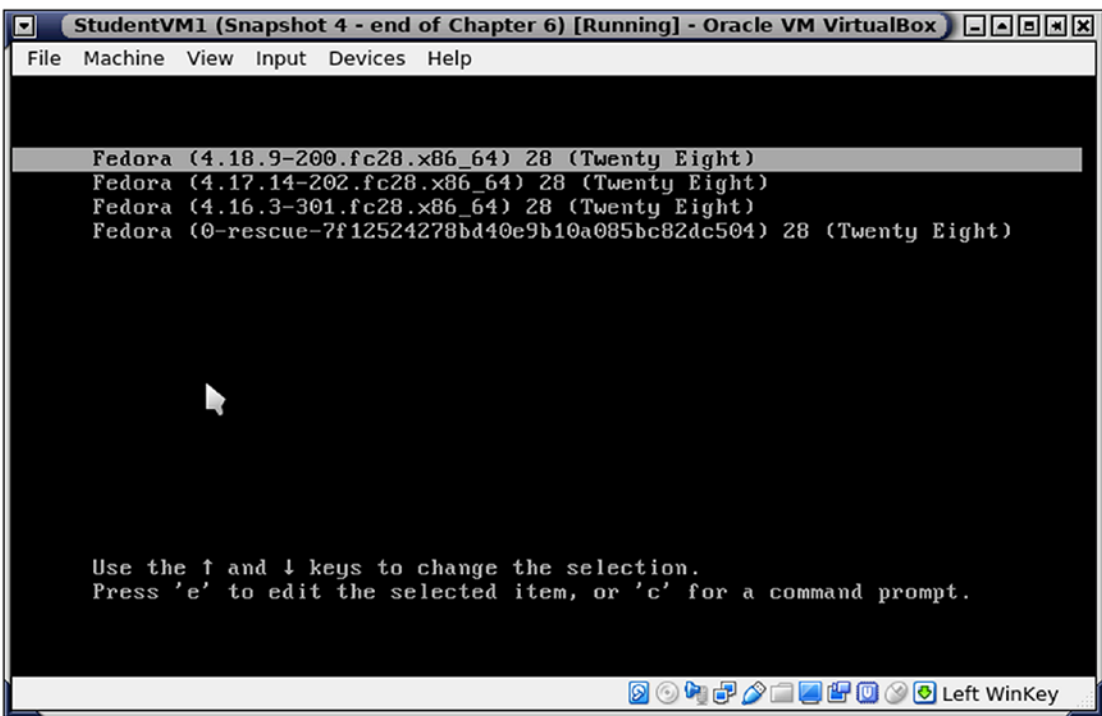 StudentVM1 (Snapshot 4 - end of Chapter 6) [Running] - Oracle VM VirtualBox
File Machine View Input Devices Help
Fedora (4.18.9-200.fc28.x86_64) 28 (Twenty Eight)
Fedora (4.17.14-202.fc28.x86_64) 28 (Twenty Eight)
Fedora (4.16.3-301.fc28.x86_64) 28 (Twenty Eight)
Fedora (0-rescue-7f12524278bd40e9b10a085bc82dc504) 28 (Twenty Eight)
Use the ↑ and ↓ keys to change the selection.
Press 'e' to edit the selected item, or 'c' for a command prompt.
Left WinKey